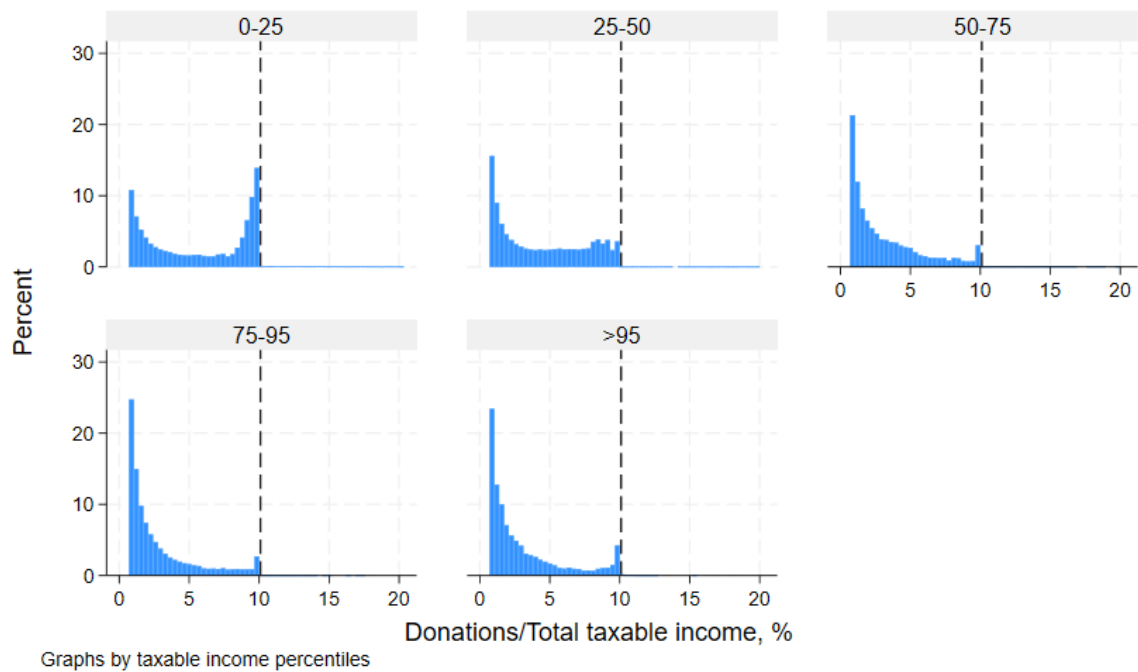 0-25
25-50
50-75
30
20
10
0
0 5 10 15 20
Percent
75-95
>95
30
20
10
0
0 5 10 15 20
0 5 10 15 20
Donations/Total taxable income, %
Graphs by taxable income percentiles